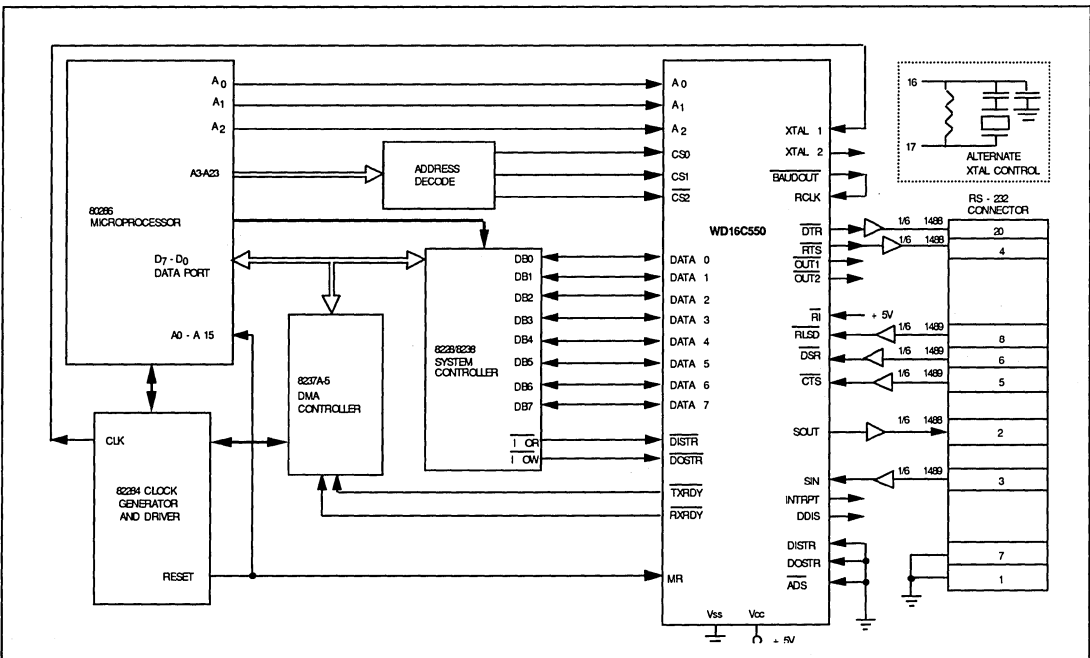 80286
MICROPROCESSOR
A0
A1
A2
A3-A23
D7 - D0
DATA PORT
A0 - A 15
CLK
82284 CLOCK
GENERATOR
AND DRIVER
RESET
ADDRESS
DECODE
8237A-5
DMA
CONTROLLER
8228/8238
SYSTEM
CONTROLLER
DB0
DB1
DB2
DB3
DB4
DB5
DB6
DB7
I OR
I OW
WD16C550
A0
A1
A2
CS0
CS1
CS2
DATA 0
DATA 1
DATA 2
DATA 3
DATA 4
DATA 5
DATA 6
DATA 7
DISTR
DOSTR
TXRDY
RXRDY
MR
Vss
Vcc
+ 5V
XTAL 1
XTAL 2
BAUDOUT
RCLK
DTR
RTS
OUT1
OUT2
RI
RLSD
DSR
CTS
SOUT
SIN
INTRPT
DDIS
DISTR
DOSTR
ADS
16
17
ALTERNATE
XTAL CONTROL
RS - 232
CONNECTOR
1/6 1488
20
1/6 1488
4
+ 5V
1/6 1489
8
1/6 1489
6
1/6 1489
5
1/6 1488
2
1/6 1489
3
7
1